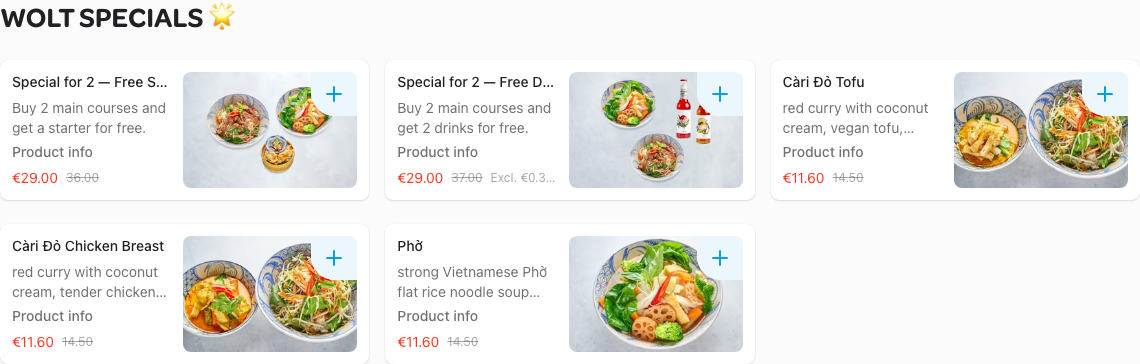 WOLT SPECIALS 🌟
Special for 2 — Free S...
Buy 2 main courses and
get a starter for free.
Product info
€29.00 36.00
Special for 2 — Free D...
Buy 2 main courses and
get 2 drinks for free.
Product info
€29.00 37.00 Excl. €0.3...
Càri Đỏ Tofu
red curry with coconut
cream, vegan tofu,...
Product info
€11.60 14.50
Càri Đỏ Chicken Breast
red curry with coconut
cream, tender chicken...
Product info
€11.60 14.50
Phở
strong Vietnamese Phở
flat rice noodle soup...
Product info
€11.60 14.50